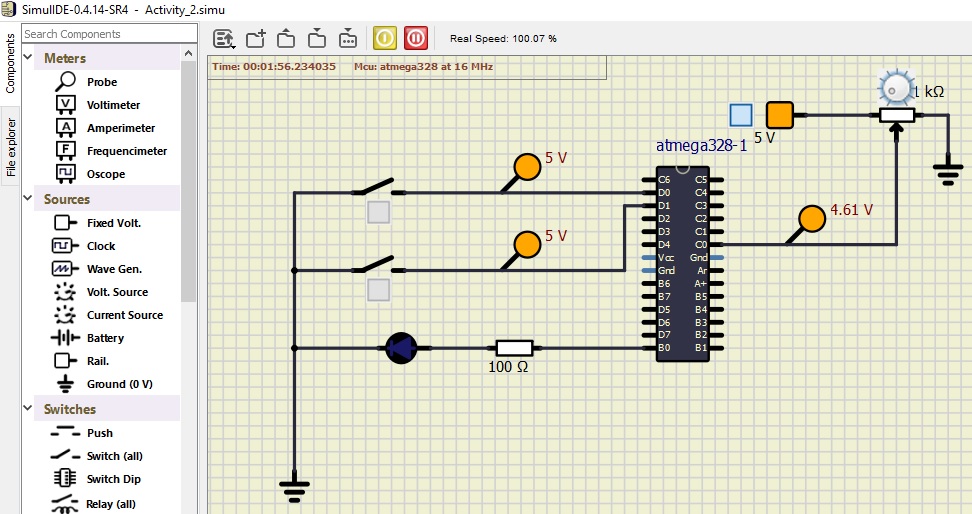 SimulIDE-0.4.14-SR4 - Activity_2.simu
Components
File explorer
Search Components
Meters
Probe
Voltimeter
Amperimeter
Frequencimeter
Oscope
Sources
Fixed Volt.
Clock
Wave Gen.
Volt. Source
Current Source
Battery
Rail.
Ground (0 V)
Switches
Push
Switch (all)
Switch Dip
Relay (all)
Real Speed: 100.07 %
Time: 00:01:56.234035 Mcu: atmega328 at 16 MHz
1 kΩ
5 V
atmega328-1
5 V
5 V
4.61 V
100 Ω
V
A
F
C6 C5
D0 C4
D1 C3
D2 C2
D3 C1
D4 C0
Vcc Gnd
Gnd Ar
B6 A+
B7 B5
D5 B4
D6 B3
D7 B2
B0 B1